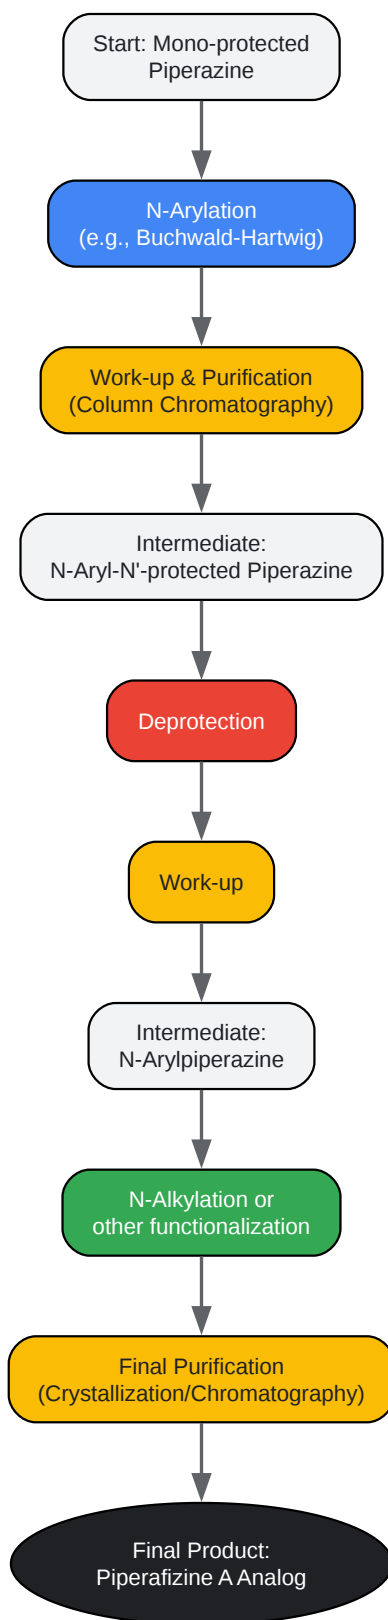 Start: Mono-protected
Piperazine
N-Arylation
(e.g., Buchwald-Hartwig)
Work-up & Purification
(Column Chromatography)
Intermediate:
N-Aryl-N'-protected Piperazine
Deprotection
Work-up
Intermediate:
N-Arylpiperazine
N-Alkylation or
other functionalization
Final Purification
(Crystallization/Chromatography)
Final Product:
Piperafizine A Analog